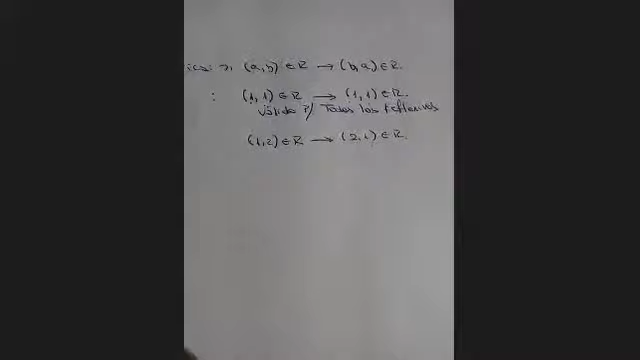 (a,b) ∈ R → (b,a) ∈ R.
: (1,1) ∈ R → (1,1) ∈ R.
válido p/ Todos los reflexivos
(1,2) ∈ R → (2,1) ∈ R.